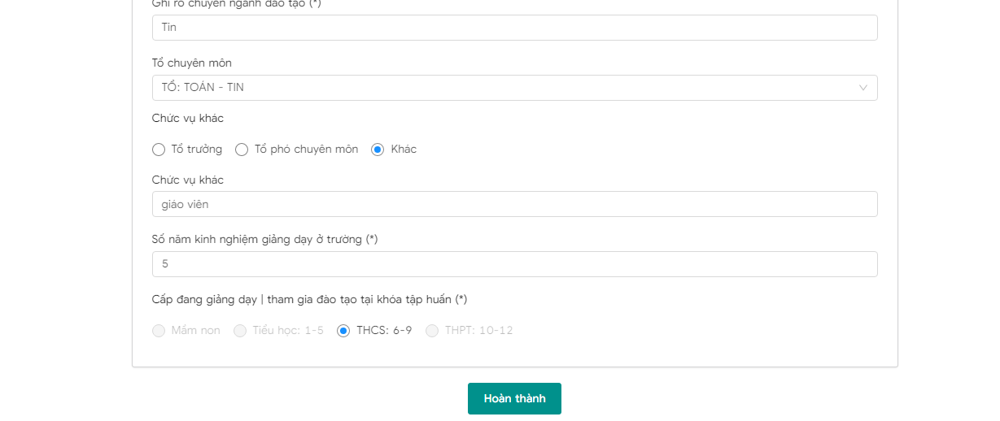 Ghi rõ chuyên ngành đào tạo (*)
Tin
Tổ chuyên môn
TỔ: TOÁN - TIN
Chức vụ khác
Tổ trưởng Tổ phó chuyên môn Khác
Chức vụ khác
giáo viên
Số năm kinh nghiệm giảng dạy ở trường (*)
5
Cấp đang giảng dạy | tham gia đào tạo tại khóa tập huấn (*)
Mầm non Tiểu học: 1-5 THCS: 6-9 THPT: 10-12
Hoàn thành